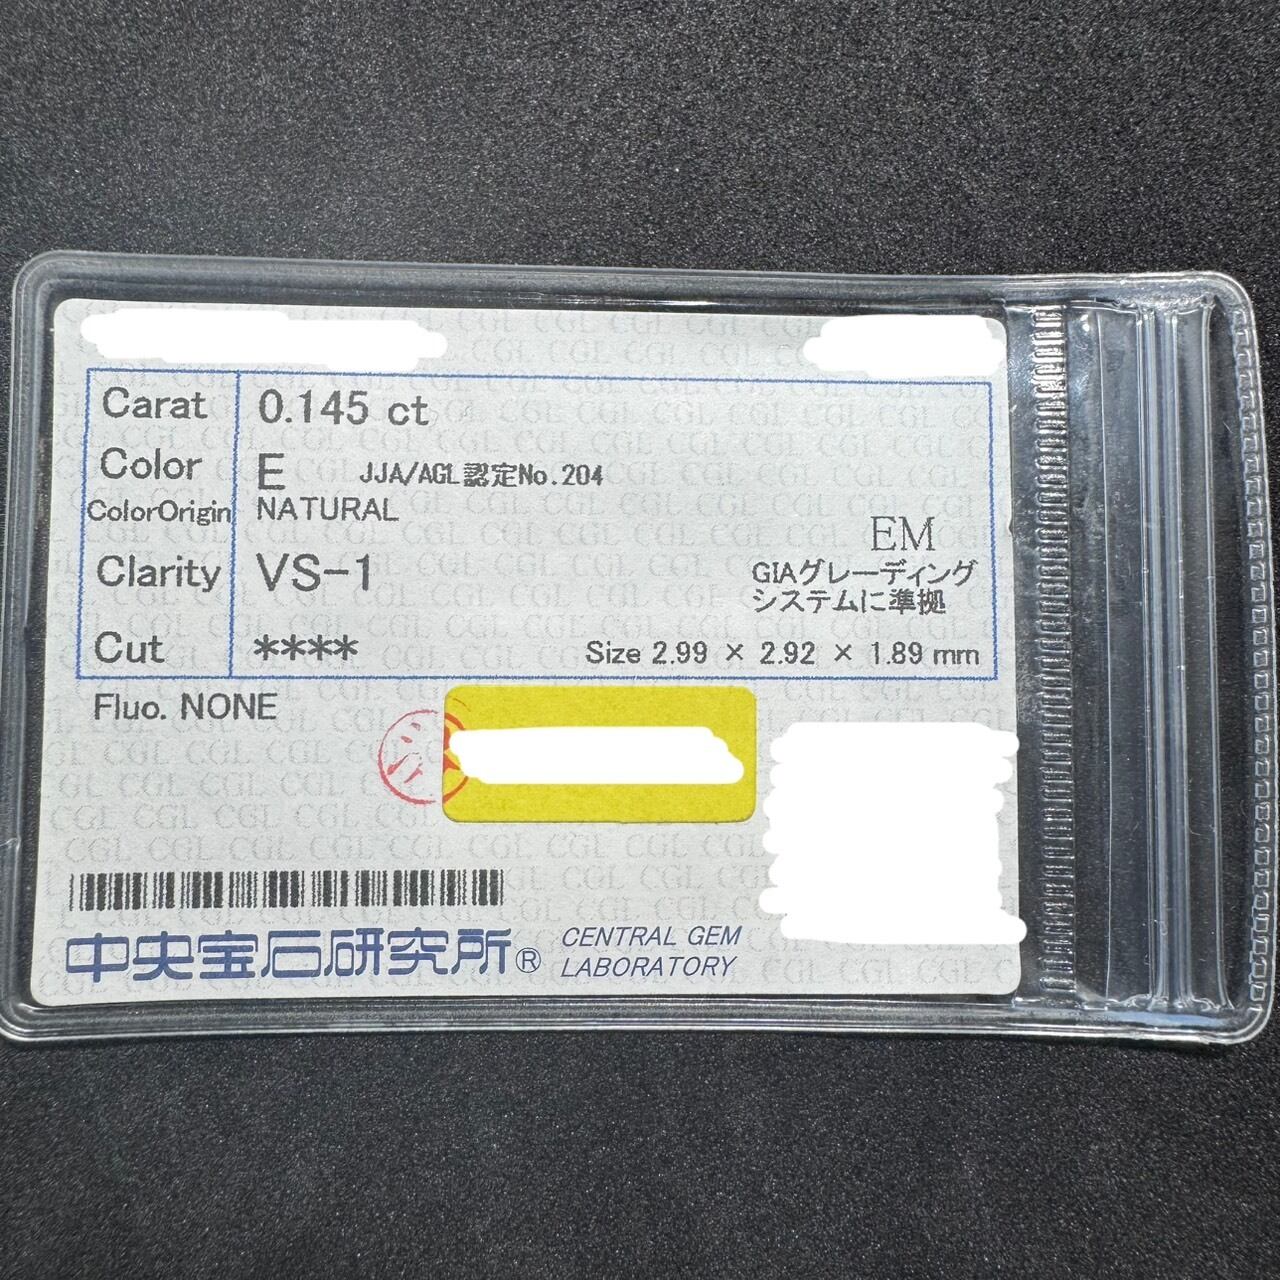 Carat 0.145 ct
Color E JJA/AGL認定No.204
ColorOrigin NATURAL
EM
Clarity VS-1
GIAグレーディング
システムに準拠
Cut ****
Size 2.99 × 2.92 × 1.89 mm
Fluo. NONE
中央宝石研究所® CENTRAL GEM
LABORATORY